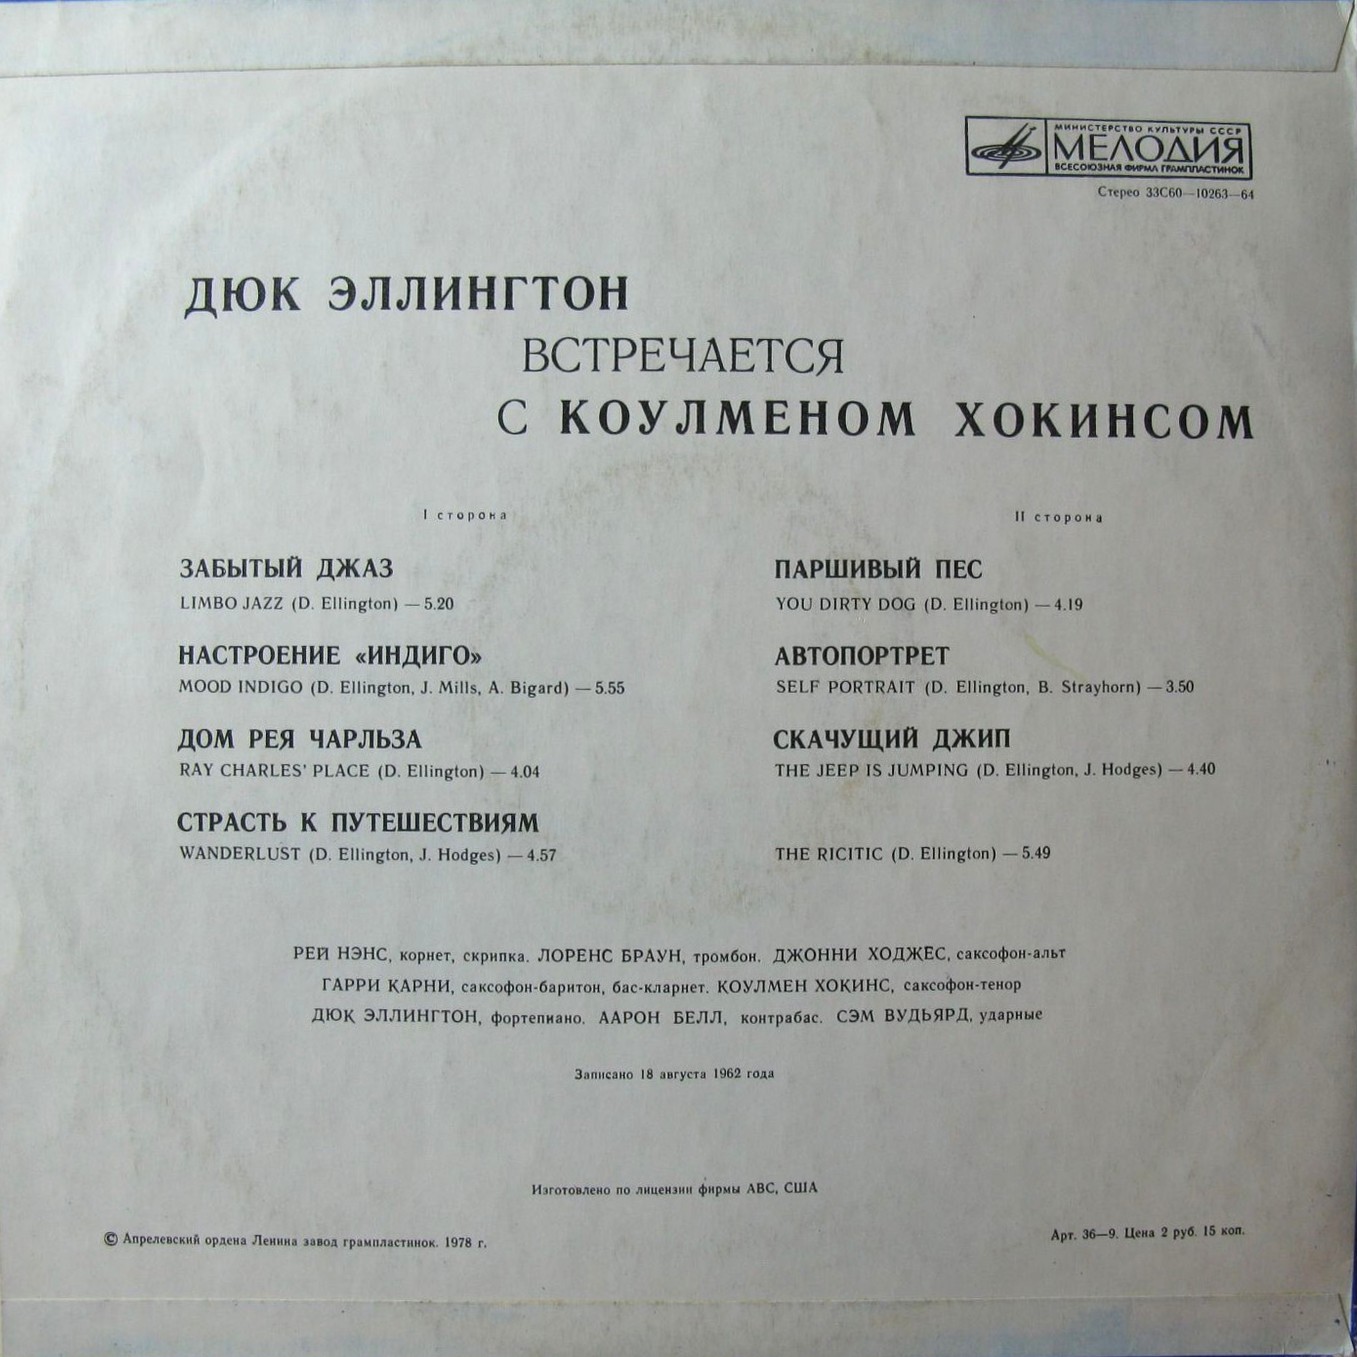 МИНИСТЕРСТВО КУЛЬТУРЫ СССР
МЕЛОДИЯ
ВСЕСОЮЗНАЯ ФИРМА ГРАМПЛАСТИНОК
Стерео 33С60—10263—64
ДЮК ЭЛЛИНГТОН
ВСТРЕЧАЕТСЯ
С КОУЛМЕНОМ ХОКИНСОМ
I сторона
ЗАБЫТЫЙ ДЖАЗ
LIMBO JAZZ (D. Ellington) — 5.20
НАСТРОЕНИЕ «ИНДИГО»
MOOD INDIGO (D. Ellington, J. Mills, A. Bigard) — 5.55
ДОМ РЕЯ ЧАРЛЬЗА
RAY CHARLES' PLACE (D. Ellington) — 4.04
СТРАСТЬ К ПУТЕШЕСТВИЯМ
WANDERLUST (D. Ellington, J. Hodges) — 4.57
II сторона
ПАРШИВЫЙ ПЕС
YOU DIRTY DOG (D. Ellington) — 4.19
АВТОПОРТРЕТ
SELF PORTRAIT (D. Ellington, B. Strayhorn) — 3.50
СКАЧУЩИЙ ДЖИП
THE JEEP IS JUMPING (D. Ellington, J. Hodges) — 4.40
THE RICITIC (D. Ellington) — 5.49
РЕЙ НЭНС, корнет, скрипка. ЛОРЕНС БРАУН, тромбон. ДЖОННИ ХОДЖЕС, саксофон-альт
ГАРРИ КАРНИ, саксофон-баритон, бас-кларнет. КОУЛМЕН ХОКИНС, саксофон-тенор
ДЮК ЭЛЛИНГТОН, фортепиано. ААРОН БЕЛЛ, контрабас. СЭМ ВУДЬЯРД, ударные
Записано 18 августа 1962 года
Изготовлено по лицензии фирмы АВС, США
© Апрелевский ордена Ленина завод грампластинок. 1978 г.
Арт. 36—9. Цена 2 руб. 15 коп.